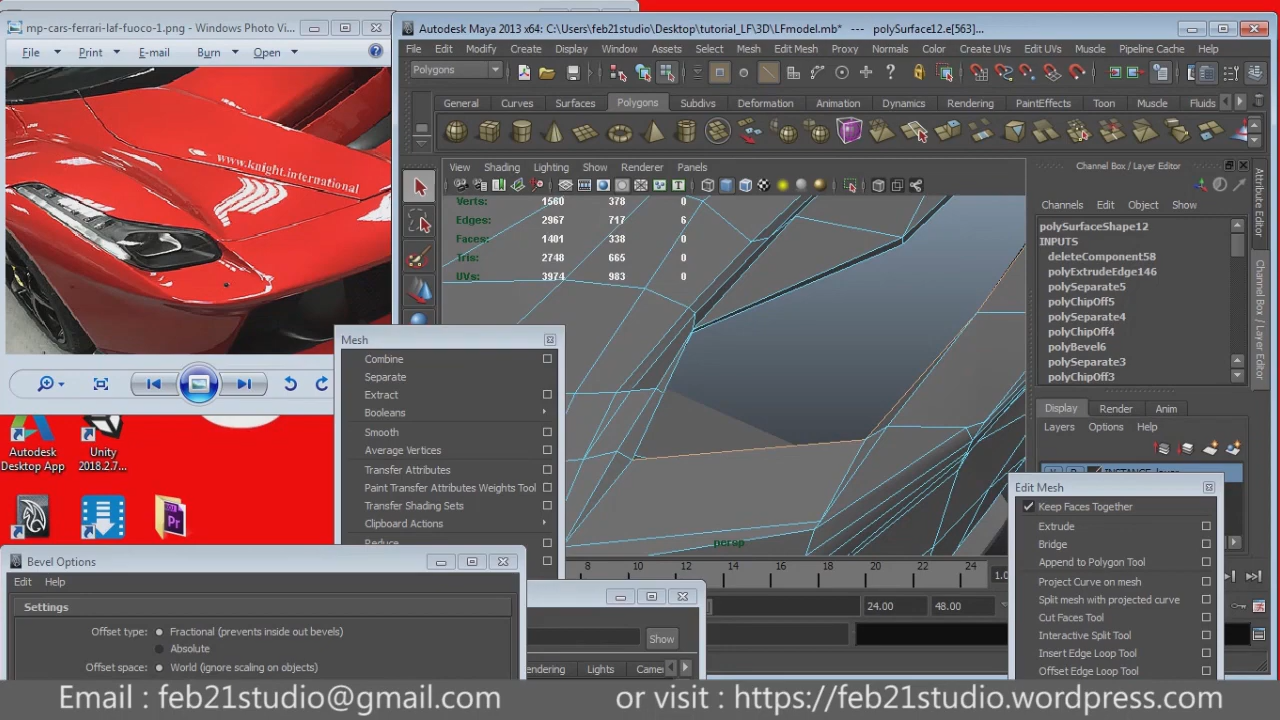 mp-cars-ferrari-laf-fuoco-1.png - Windows Photo Vi
File Print E-mail Burn Open
www.knight.international
Autodesk Maya 2013 x64: C:\Users\feb21studio\Desktop\tutorial_LF\3D\LFmodel.mb* --- polySurface12.e[563]...
File Edit Modify Create Display Window Assets Select Mesh Edit Mesh Proxy Normals Color Create UVs Edit UVs Muscle Pipeline Cache Help
Polygons
General Curves Surfaces Polygons Subdivs Deformation Animation Dynamics Rendering PaintEffects Toon Muscle Fluids
View Shading Lighting Show Renderer Panels
Verts: 1560 378 0
Edges: 2967 717 6
Faces: 1401 338 0
Tris: 2748 665 0
UVs: 3974 983 0
persp
Channel Box / Layer Editor
Channels Edit Object Show
polySurfaceShape12
INPUTS
deleteComponent58
polyExtrudeEdge146
polySeparate5
polyChipOff5
polySeparate4
polyChipOff4
polyBevel6
polySeparate3
polyChipOff3
Attribute Editor
Channel Box / Layer Editor
Display Render Anim
Layers Options Help
Mesh
Combine
Separate
Extract
Booleans
Smooth
Average Vertices
Transfer Attributes
Paint Transfer Attributes Weights Tool
Transfer Shading Sets
Clipboard Actions
Edit Mesh
Keep Faces Together
Extrude
Bridge
Append to Polygon Tool
Project Curve on mesh
Split mesh with projected curve
Cut Faces Tool
Interactive Split Tool
Insert Edge Loop Tool
Offset Edge Loop Tool
8 10 12 14 16 18 20 22 24
24.00 48.00
Autodesk
Desktop App
Unity
2018.2.7...
Bevel Options
Edit Help
Settings
Offset type: Fractional (prevents inside out bevels)
Absolute
Offset space: World (ignore scaling on objects)
Show
Lights
Email : feb21studio@gmail.com or visit : https://feb21studio.wordpress.com